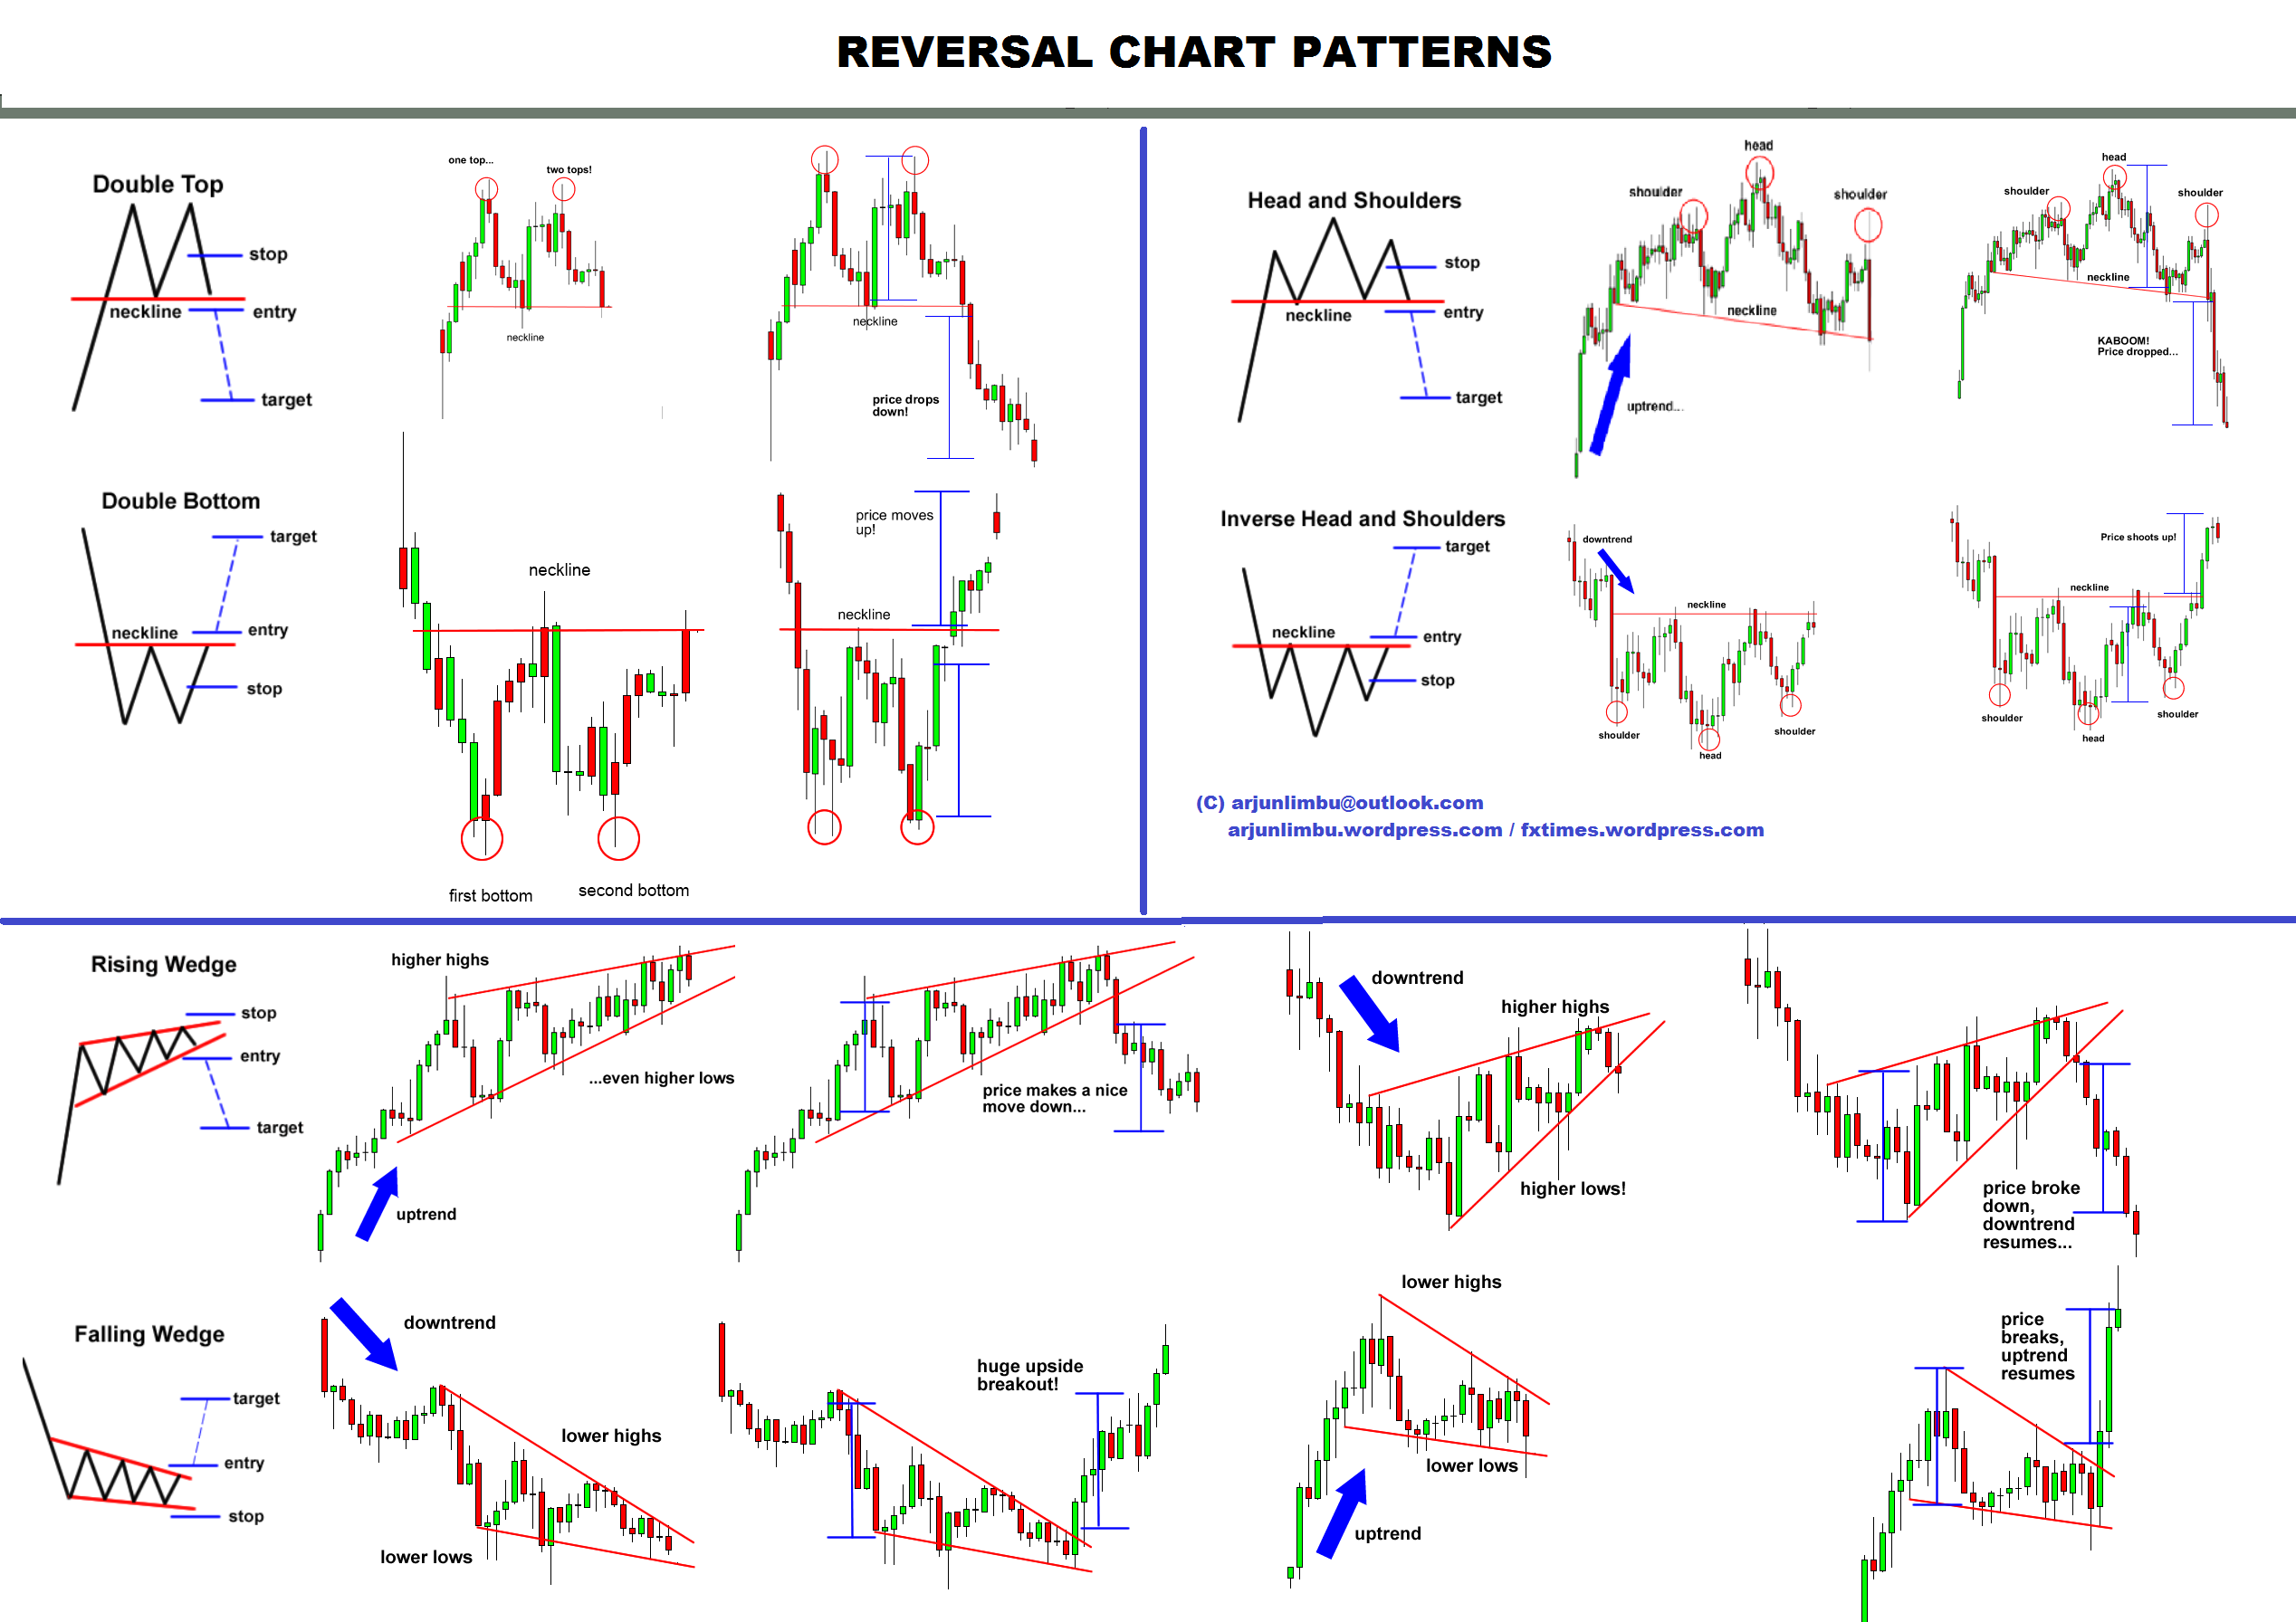 REVERSAL CHART PATTERNS
Double Top
stop
neckline
entry
target
one top...
two tops!
neckline
neckline
price drops
down!
Double Bottom
target
neckline
entry
stop
neckline
first bottom
second bottom
price moves
up!
neckline
Head and Shoulders
stop
neckline
entry
target
shoulder
head
shoulder
neckline
uptrend...
shoulder
head
shoulder
neckline
KABOOM!
Price dropped...
Inverse Head and Shoulders
target
neckline
entry
stop
downtrend
neckline
shoulder
head
shoulder
Price shoots up!
neckline
shoulder
head
shoulder
(C) arjunlimbu@outlook.com
arjunlimbu.wordpress.com / fxtimes.wordpress.com
Rising Wedge
stop
entry
target
higher highs
...even higher lows
uptrend
price makes a nice
move down...
downtrend
higher highs
higher lows!
price broke
down,
downtrend
resumes...
Falling Wedge
target
entry
stop
downtrend
lower highs
lower lows
huge upside
breakout!
lower highs
lower lows
uptrend
price
breaks,
uptrend
resumes